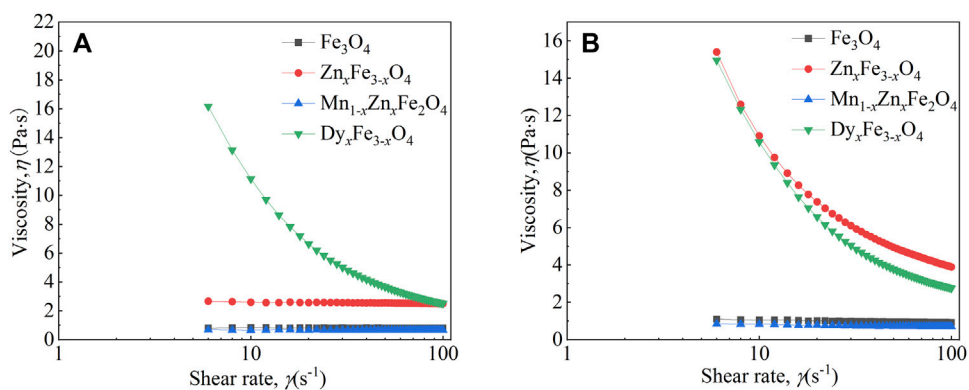 A
Fe3O4
ZnxFe3-xO4
Mn1-xZnxFe2O4
DyxFe3-xO4
Viscosity, η (Pa·s)
22
20
18
16
14
12
10
8
6
4
2
0
1
10
100
Shear rate, γ(s-1)
B
Fe3O4
ZnxFe3-xO4
Mn1-xZnxFe2O4
DyxFe3-xO4
Viscosity, η(Pa·s)
16
14
12
10
8
6
4
2
0
1
10
100
Shear rate, γ(s-1)